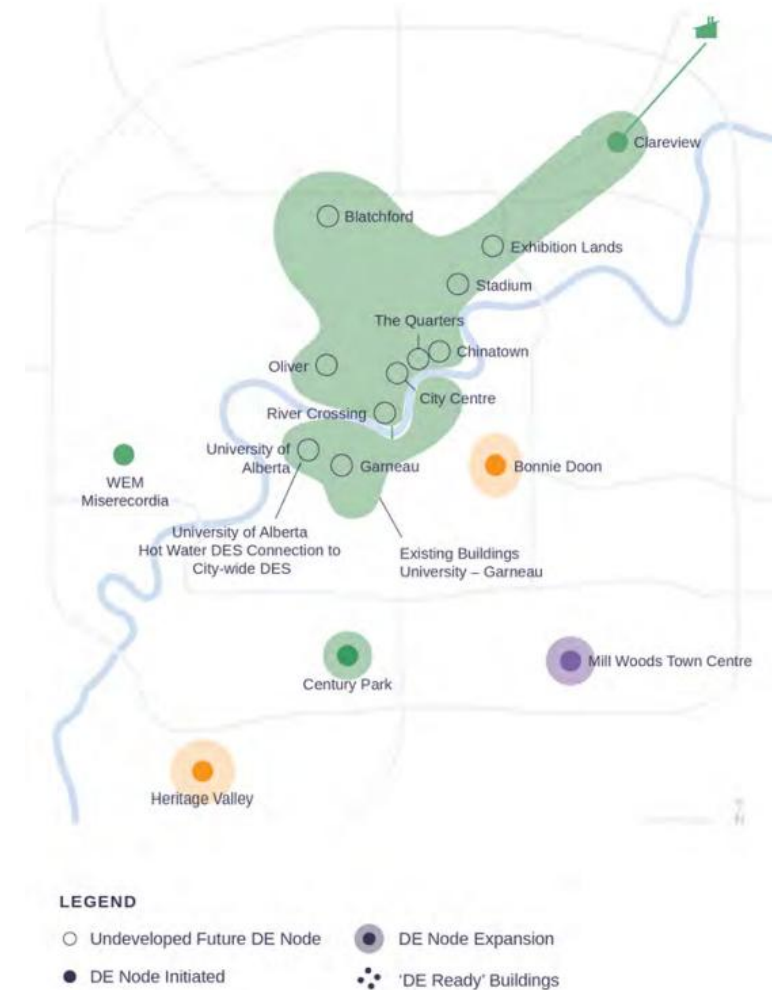 Clareview
Blatchford
Exhibition Lands
Stadium
The Quarters
Chinatown
Oliver
City Centre
River Crossing
University of
Alberta
Garneau
Bonnie Doon
WEM
Miserecordia
University of Alberta
Hot Water DES Connection to
City-wide DES
Existing Buildings
University – Garneau
Century Park
Mill Woods Town Centre
Heritage Valley
LEGEND
Undeveloped Future DE Node
DE Node Expansion
DE Node Initiated
‘DE Ready’ Buildings